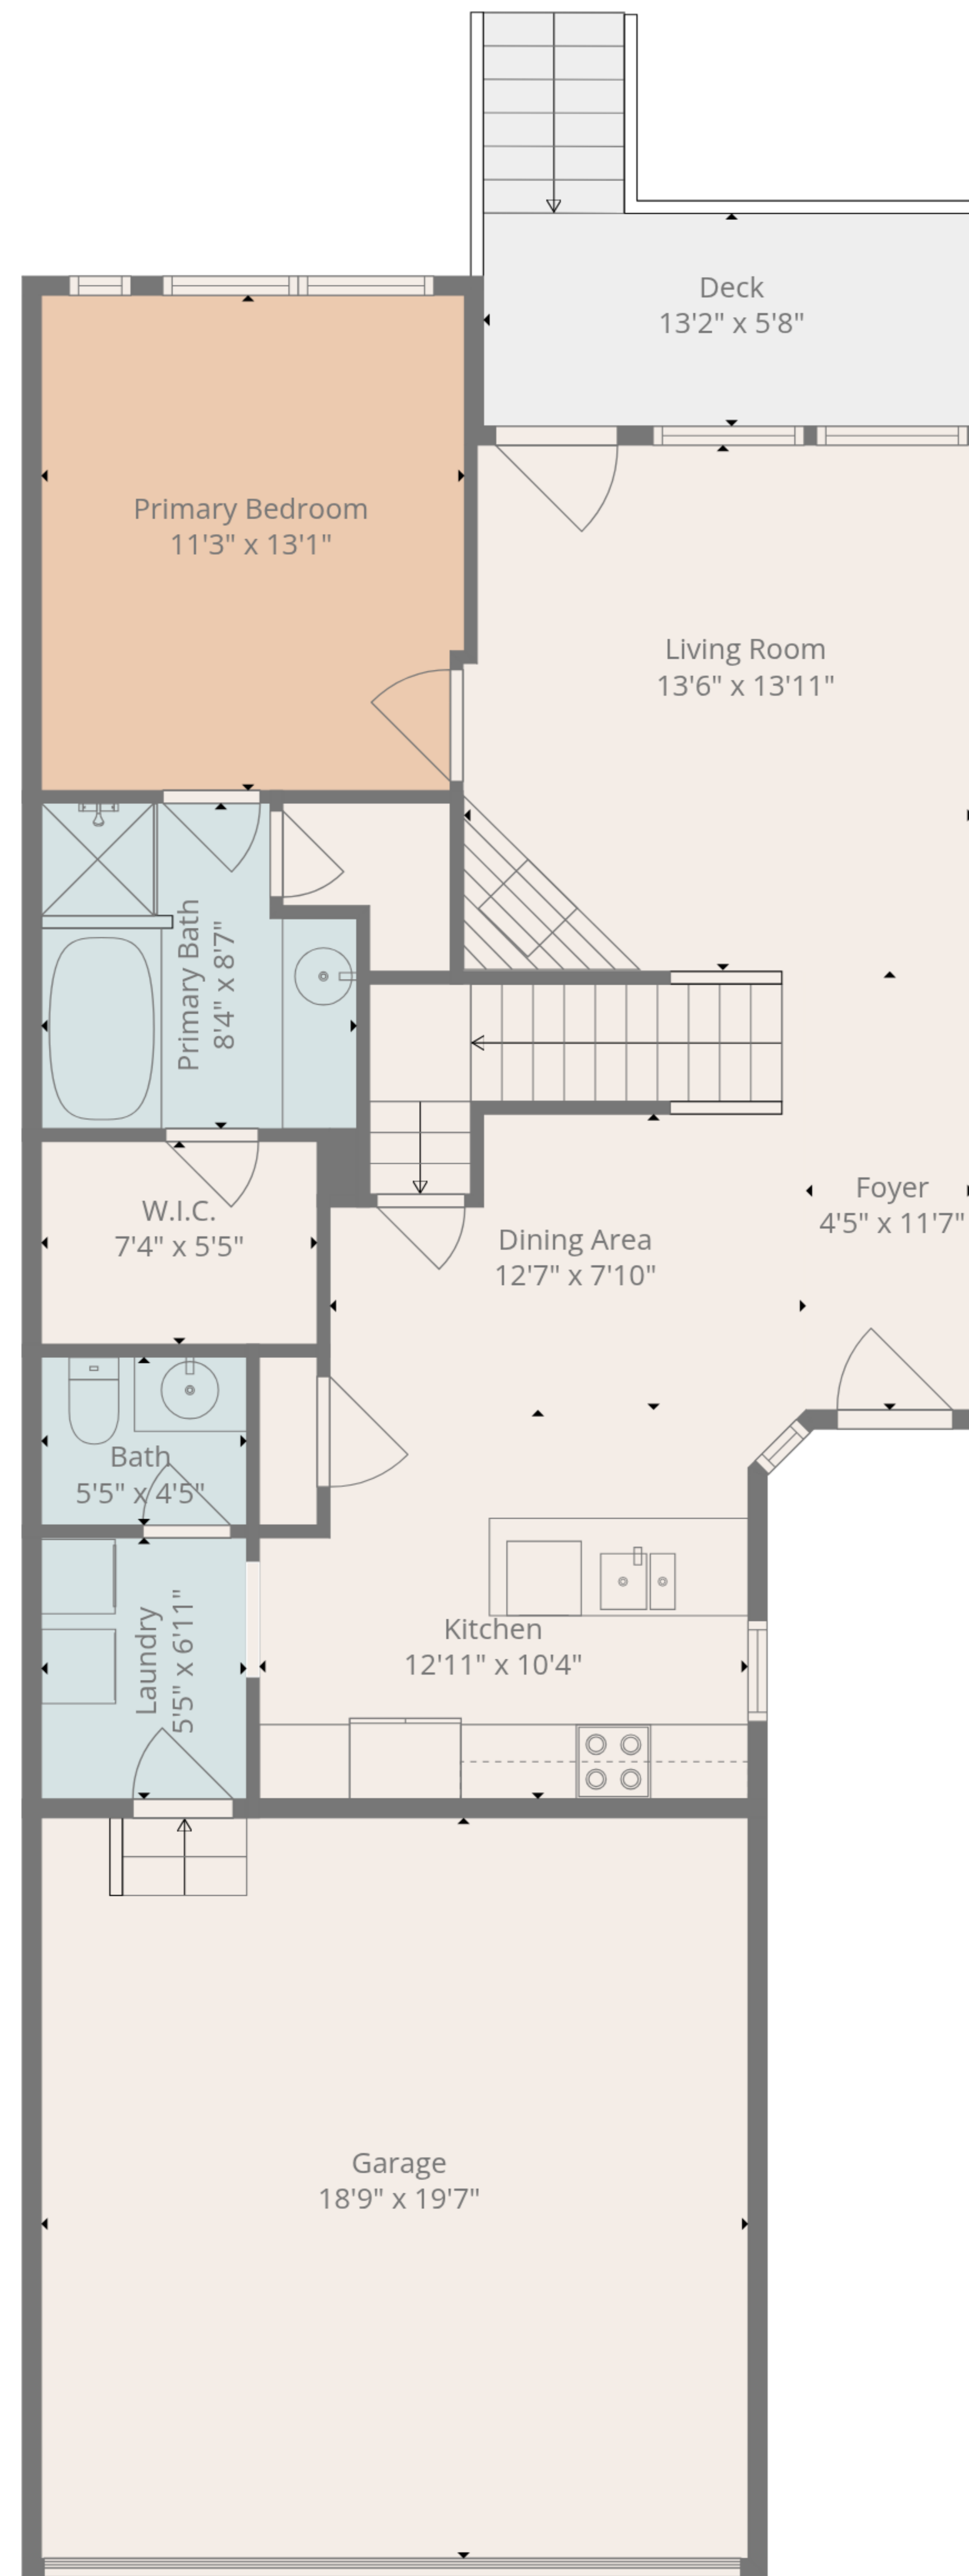 Deck
13'2" x 5'8"
Primary Bedroom
11'3" x 13'1"
Living Room
13'6" x 13'11"
Primary Bath
8'4" x 8'7"
W.I.C.
7'4" x 5'5"
Foyer
4'5" x 11'7"
Dining Area
12'7" x 7'10"
Bath
5'5" x 4'5"
Laundry
5'5" x 6'11"
Kitchen
12'11" x 10'4"
Garage
18'9" x 19'7"